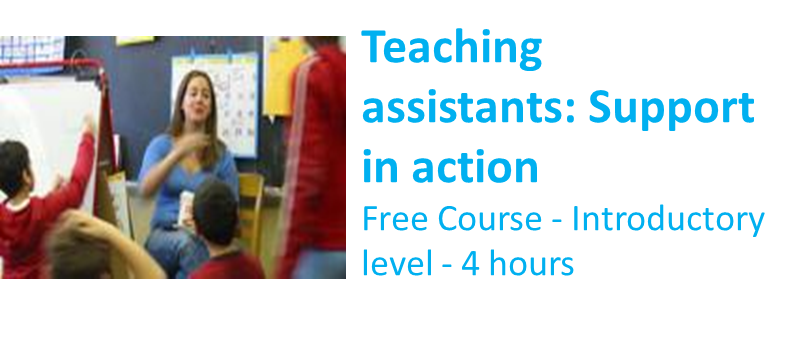 Teaching
assistants: Support
in action
Free Course - Introductory
level - 4 hours